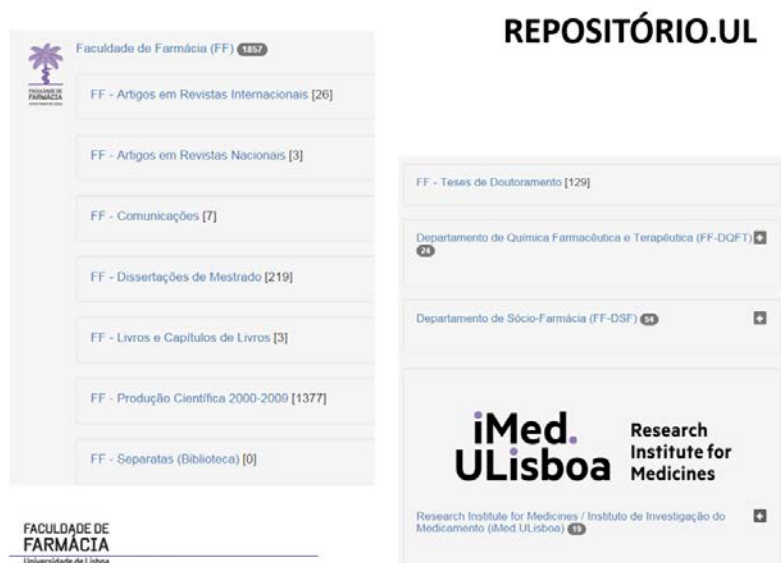 REPOSITÓRIO.UL
Faculdade de Farmácia (FF) 1857
FACULDADE DE
FARMÁCIA
FF - Artigos em Revistas Internacionais [26]
FF - Artigos em Revistas Nacionais [3]
FF - Comunicações [7]
FF - Dissertações de Mestrado [219]
FF - Livros e Capítulos de Livros [3]
FF - Produção Científica 2000-2009 [1377]
FF - Separatas (Biblioteca) [0]
FF - Teses de Doutoramento [129]
Departamento de Química Farmacêutica e Terapêutica (FF-DQFT)
24
Departamento de Sócio-Farmácia (FF-DSF) 54
iMed.
ULisboa
Research
Institute for
Medicines
Research Institute for Medicines / Instituto de Investigação do
Medicamento (iMed.ULisboa) 19
FACULDADE DE
FARMÁCIA
Universidade de Lisboa